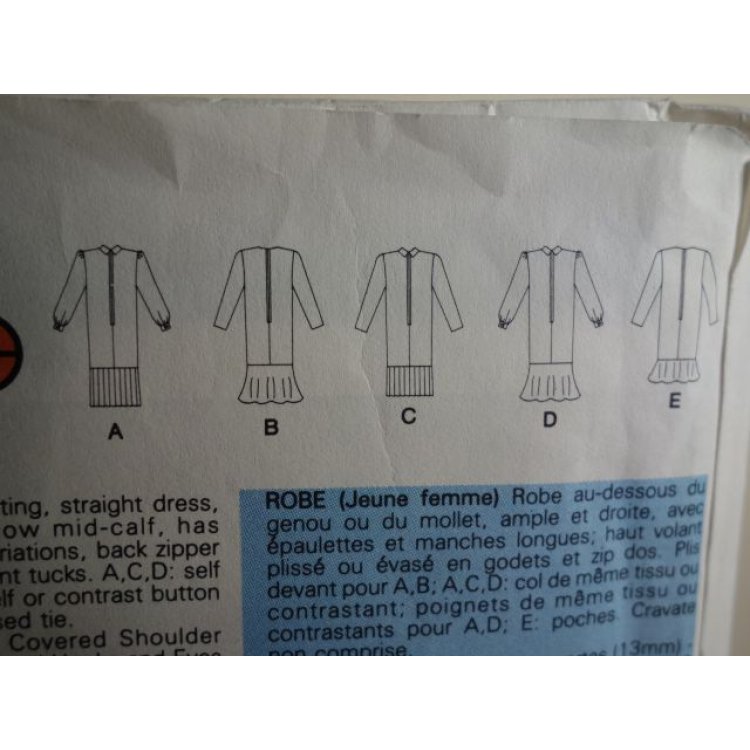 A B C D E
ting, straight dress,
ow mid-calf, has
riations, back zipper
nt tucks. A,C,D: self
lf or contrast button
sed tie.
Covered Shoulder
ROBE (Jeune femme) Robe au-dessous du
genou ou du mollet, ample et droite, avec
épaulettes et manches longues; haut volant
plissé ou évasé en godets et zip dos. Plis
devant pour A,B; A,C,D: col de même tissu ou
contrastant; poignets de même tissu ou
contrastants pour A,D; E: poches. Cravate
non comprise.
(13mm) -